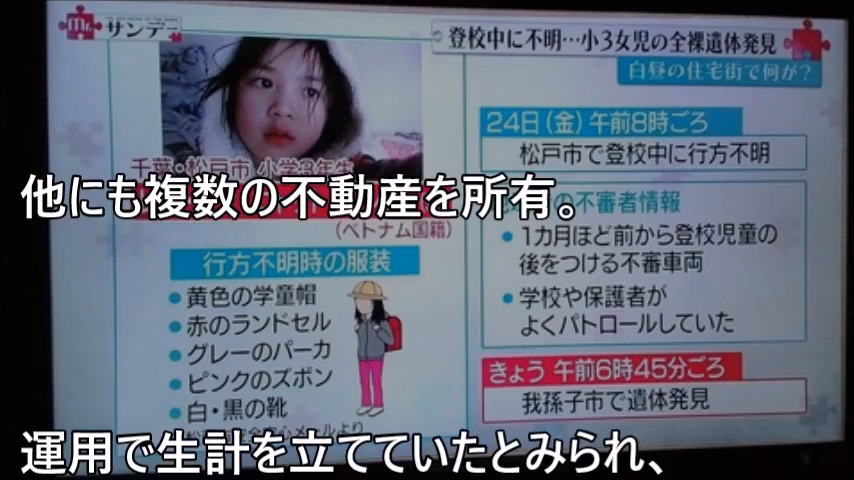 Mr.サンデー
登校中に不明…小3女児の全裸遺体発見
白昼の住宅街で何が?
千葉・松戸市 小学3年生
(ベトナム国籍)
行方不明時の服装
● 黄色の学童帽
● 赤のランドセル
● グレーのパーカ
● ピンクのズボン
● 白・黒の靴
24日(金)午前8時ごろ
松戸市で登校中に行方不明
の不審者情報
● 1カ月ほど前から登校児童の
後をつける不審車両
● 学校や保護者が
よくパトロールしていた
きょう 午前6時45分ごろ
我孫子市で遺体発見
他にも複数の不動産を所有。
運用で生計を立てていたとみられ、